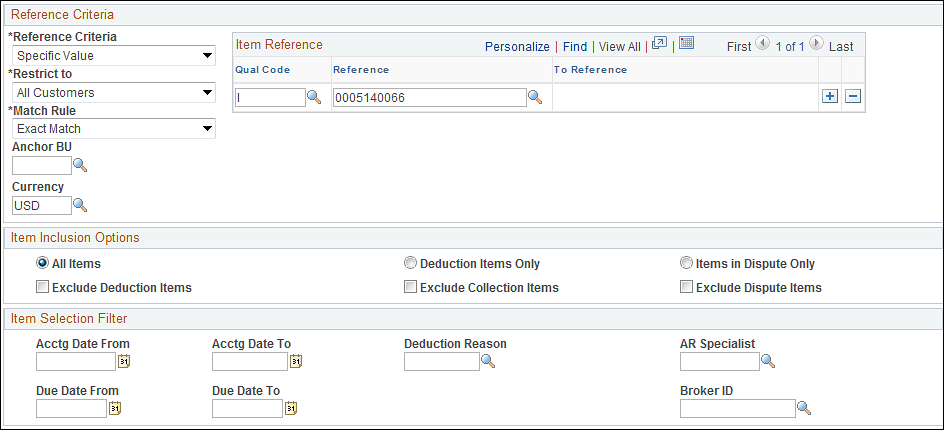 Reference Criteria
*Reference Criteria
Specific Value
*Restrict to
All Customers
*Match Rule
Exact Match
Anchor BU
Currency
USD
Item Reference Personalize | Find | View All | | First 1 of 1 Last
Qual Code Reference To Reference
I 0005140066
Item Inclusion Options
All Items Deduction Items Only Items in Dispute Only
Exclude Deduction Items Exclude Collection Items Exclude Dispute Items
Item Selection Filter
Acctg Date From Acctg Date To Deduction Reason AR Specialist
31 31
Due Date From Due Date To Broker ID
31 31